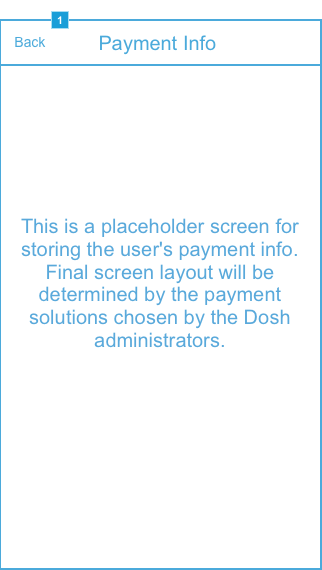 1
Back
Payment Info
This is a placeholder screen for
storing the user's payment info.
Final screen layout will be
determined by the payment
solutions chosen by the Dosh
administrators.